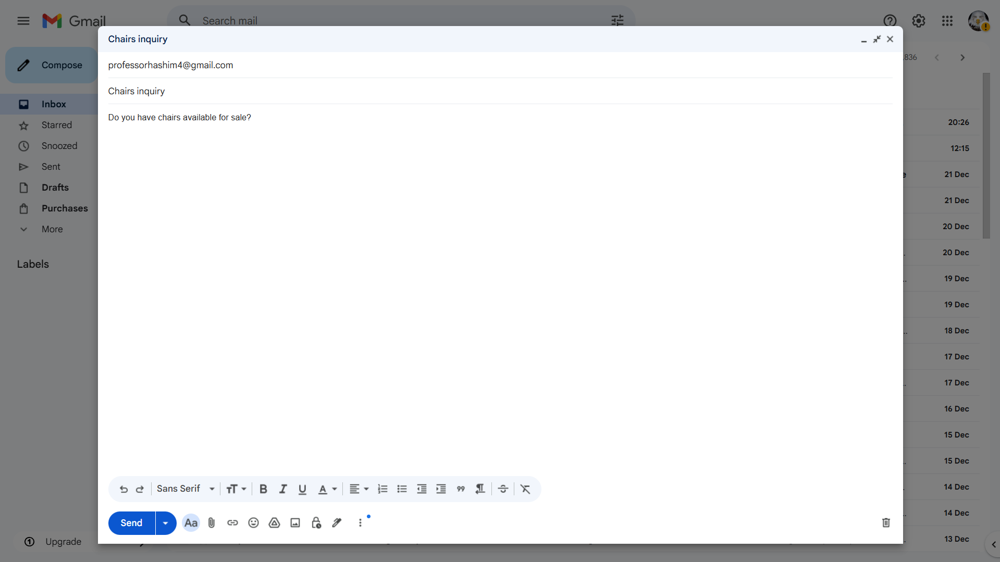 Gmail
Search mail
Chairs inquiry
Compose
professorhashim4@gmail.com
836
Chairs inquiry
Inbox
Do you have chairs available for sale?
Starred
20:26
Snoozed
12:15
Sent
21 Dec
Drafts
21 Dec
Purchases
20 Dec
More
20 Dec
Labels
19 Dec
19 Dec
18 Dec
17 Dec
17 Dec
16 Dec
15 Dec
15 Dec
Sans Serif
14 Dec
14 Dec
Send
Aa
Upgrade
13 Dec